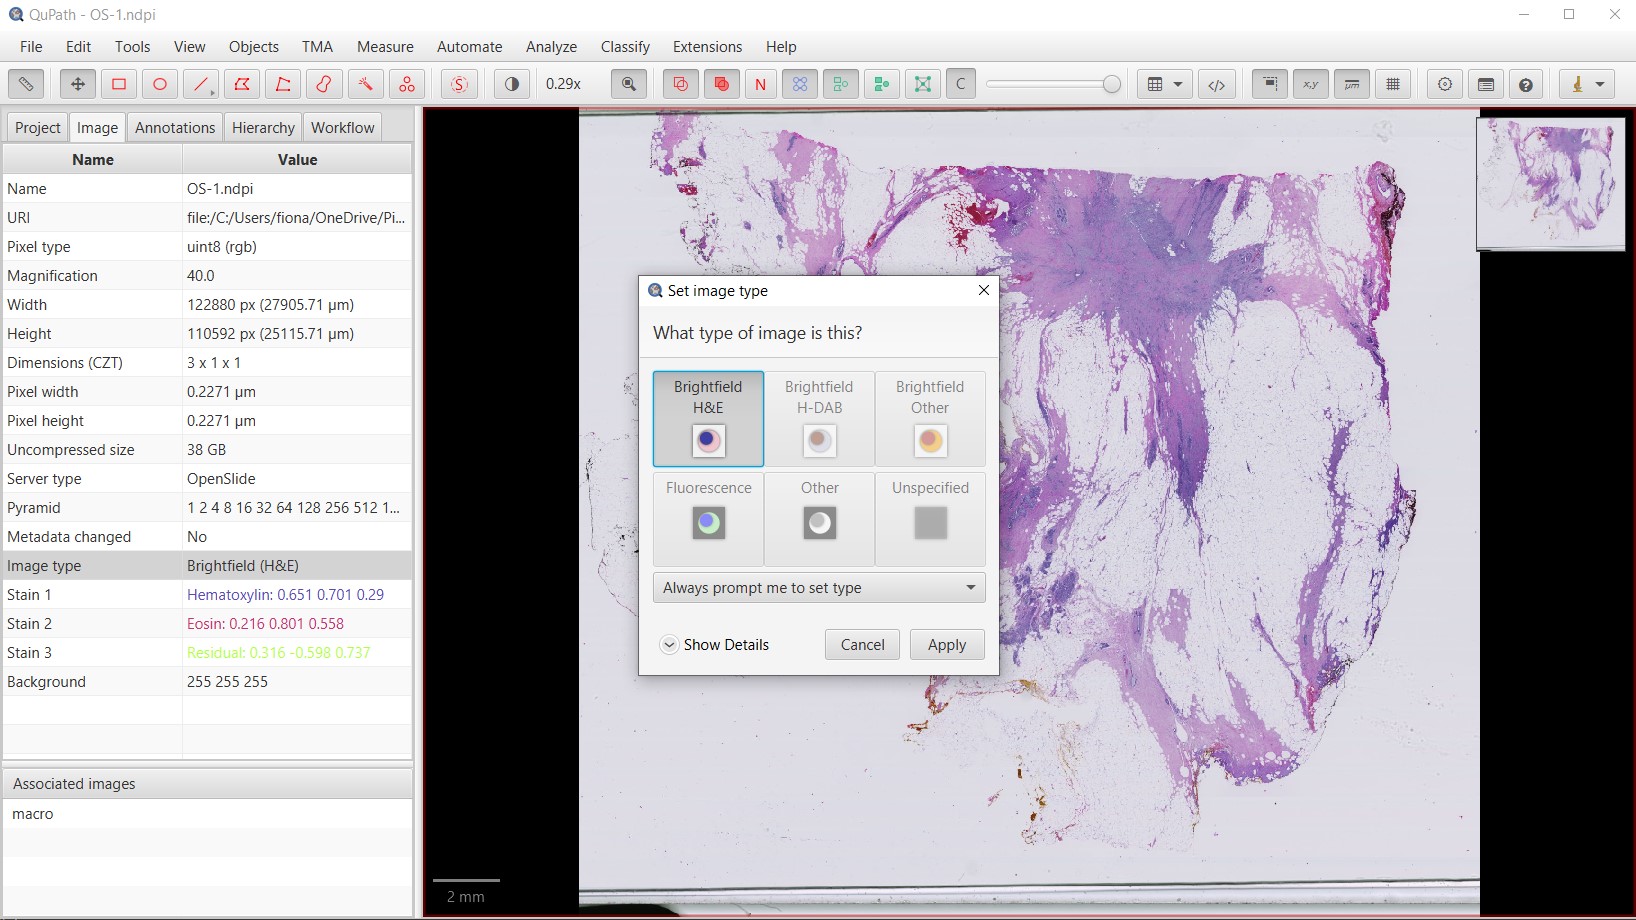 QuPath - OS-1.ndpi
File Edit Tools View Objects TMA Measure Automate Analyze Classify Extensions Help
S 0.29x N C x,y μm
Project Image Annotations Hierarchy Workflow
Name Value
Name OS-1.ndpi
URI file:/C:/Users/fiona/OneDrive/Pi...
Pixel type uint8 (rgb)
Magnification 40.0
Width 122880 px (27905.71 μm)
Height 110592 px (25115.71 μm)
Dimensions (CZT) 3 x 1 x 1
Pixel width 0.2271 μm
Pixel height 0.2271 μm
Uncompressed size 38 GB
Server type OpenSlide
Pyramid 1 2 4 8 16 32 64 128 256 512 1...
Metadata changed No
Image type Brightfield (H&E)
Stain 1 Hematoxylin: 0.651 0.701 0.29
Stain 2 Eosin: 0.216 0.801 0.558
Stain 3 Residual: 0.316 -0.598 0.737
Background 255 255 255
Associated images
macro
Set image type
What type of image is this?
Brightfield H&E
Brightfield H-DAB
Brightfield Other
Fluorescence
Other
Unspecified
Always prompt me to set type
Show Details Cancel Apply
2 mm